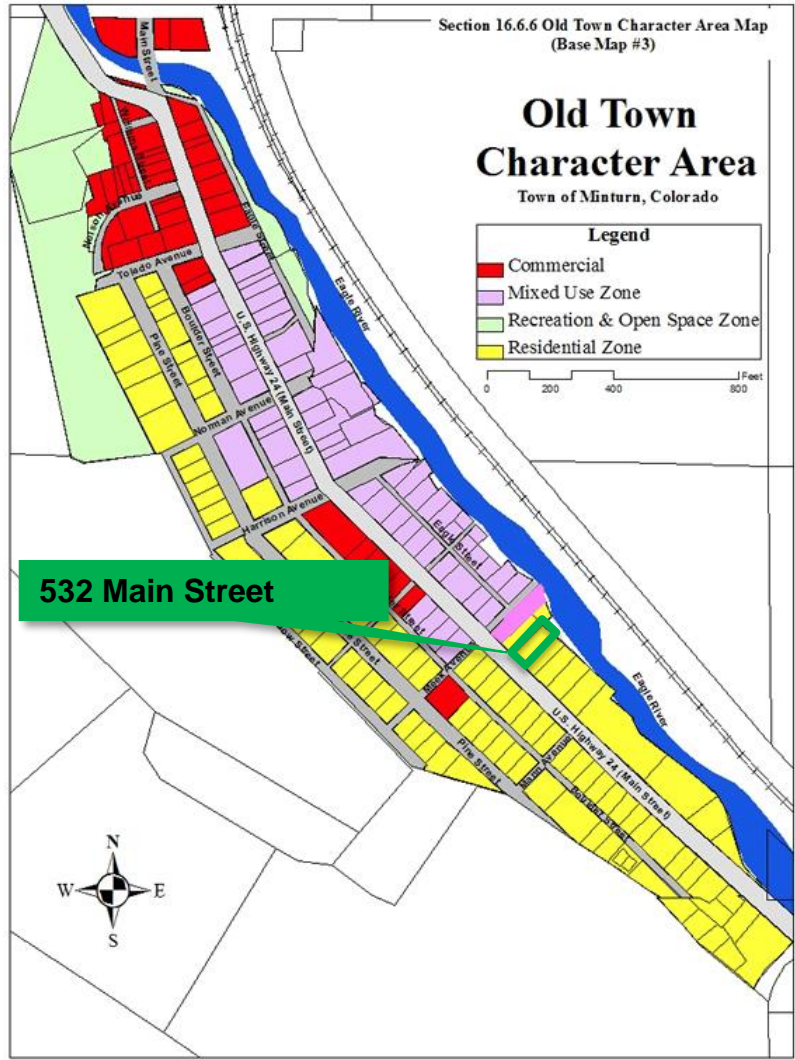 Section 16.6.6 Old Town Character Area Map
(Base Map #3)
Old Town
Character Area
Town of Minturn, Colorado
Legend
Commercial
Mixed Use Zone
Recreation & Open Space Zone
Residential Zone
Feet
0 200 400 800
Main Street
Nelson Avenue
Toledo Avenue
Eagle Street
Eagle River
Boulder Street
Pine Street
U.S. Highway 24 (Main Street)
Norman Avenue
Harrison Avenue
Eagle Street
532 Main Street
Street
Street
Street
Meek Avenue
Eagle River
U.S. Highway 24 (Main Street)
Pine Street
Mann Avenue
Boulder Street
N
W E
S